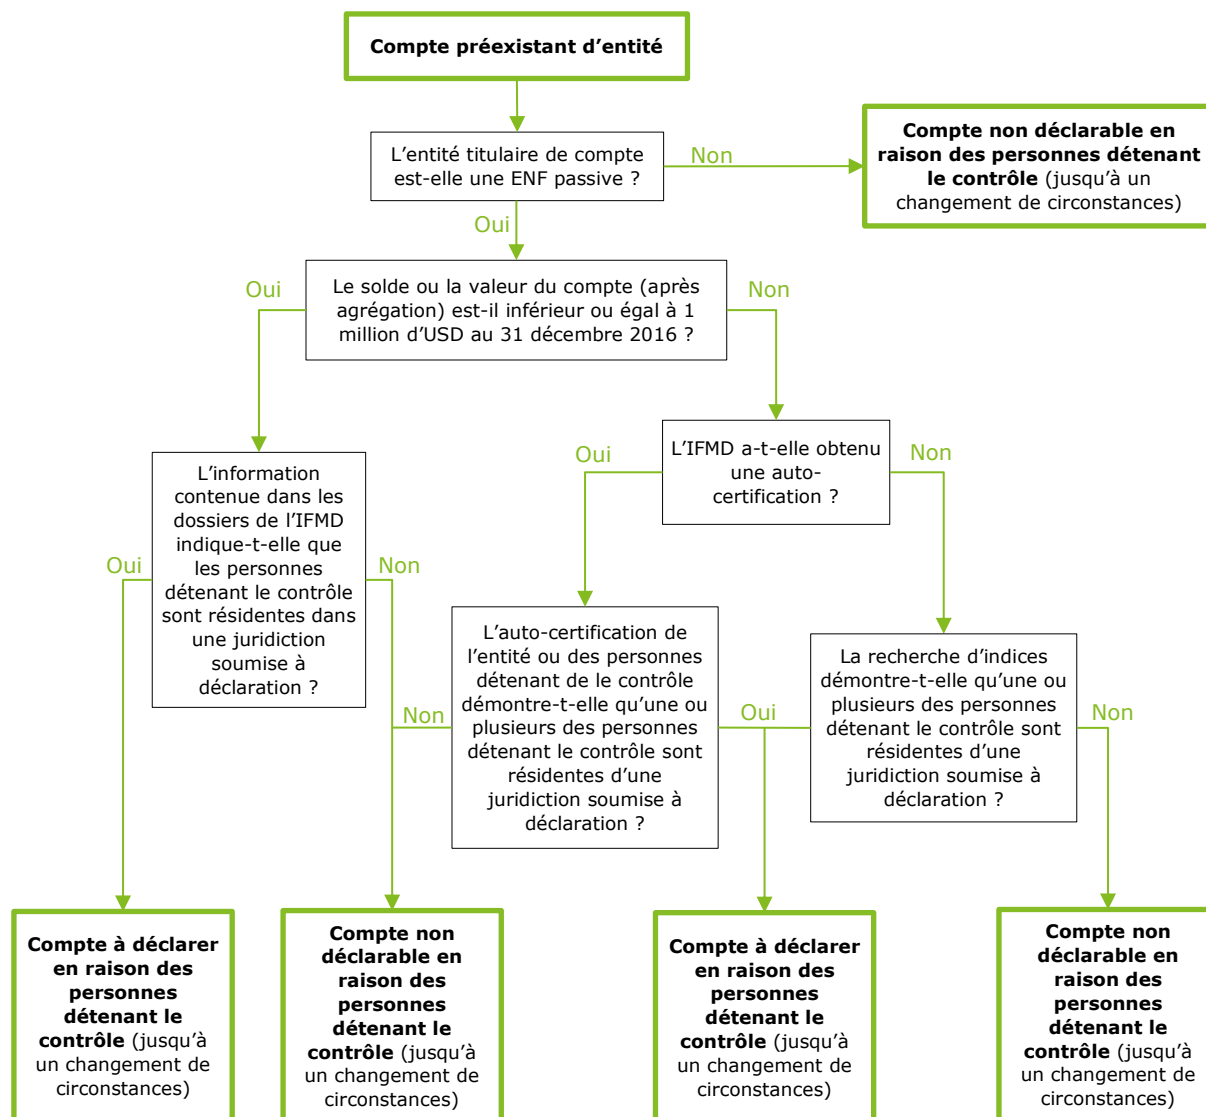 Compte préexistant d’entité
L’entité titulaire de compte
est-elle une ENF passive ?
Non
Compte non déclarable en
raison des personnes détenant
le contrôle (jusqu’à un
changement de circonstances)
Oui
Le solde ou la valeur du compte (après
agrégation) est-il inférieur ou égal à 1
million d’USD au 31 décembre 2016 ?
Oui
Non
L’IFMD a-t-elle obtenu
une auto-
certification ?
Oui
Non
L’information
contenue dans les
dossiers de l’IFMD
indique-t-elle que
les personnes
détenant le contrôle
sont résidentes dans
une juridiction
soumise à
déclaration ?
Oui
Non
L’auto-certification de
l’entité ou des personnes
détenant de le contrôle
démontre-t-elle qu’une ou
plusieurs des personnes
détenant le contrôle sont
résidentes d’une
juridiction soumise à
déclaration ?
Non
Oui
La recherche d’indices
démontre-t-elle qu’une ou
plusieurs des personnes
détenant le contrôle sont
résidentes d’une
juridiction soumise à
déclaration ?
Non
Compte à déclarer
en raison des
personnes
détenant le
contrôle (jusqu’à
un changement de
circonstances)
Compte non
déclarable en
raison des
personnes
détenant le
contrôle (jusqu’à
un changement de
circonstances)
Compte à déclarer
en raison des
personnes
détenant le
contrôle (jusqu’à
un changement de
circonstances)
Compte non
déclarable en
raison des
personnes
détenant le
contrôle (jusqu’à
un changement de
circonstances)